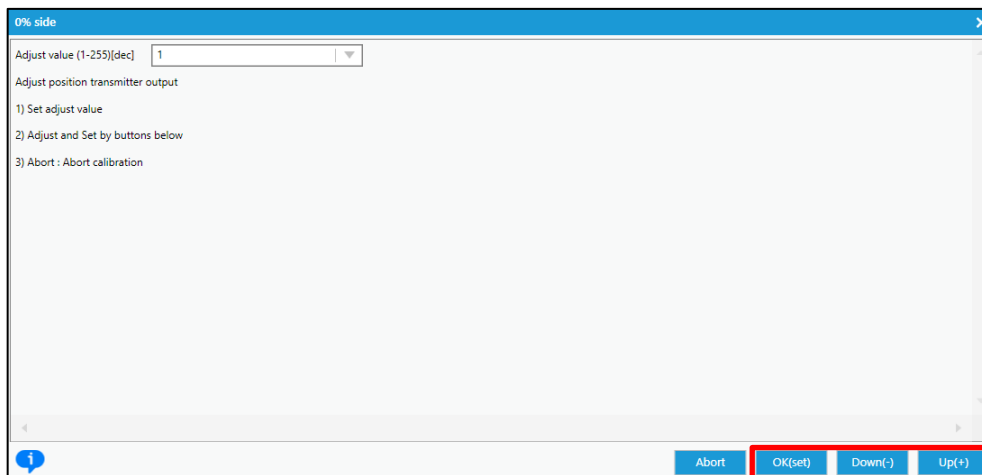 0% side
Adjust value (1-255)[dec] 1
Adjust position transmitter output
1) Set adjust value
2) Adjust and Set by buttons below
3) Abort : Abort calibration
Abort OK(set) Down(-) Up(+)